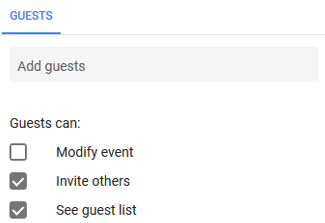 GUESTS
Add guests
Guests can:
Modify event
Invite others
See guest list